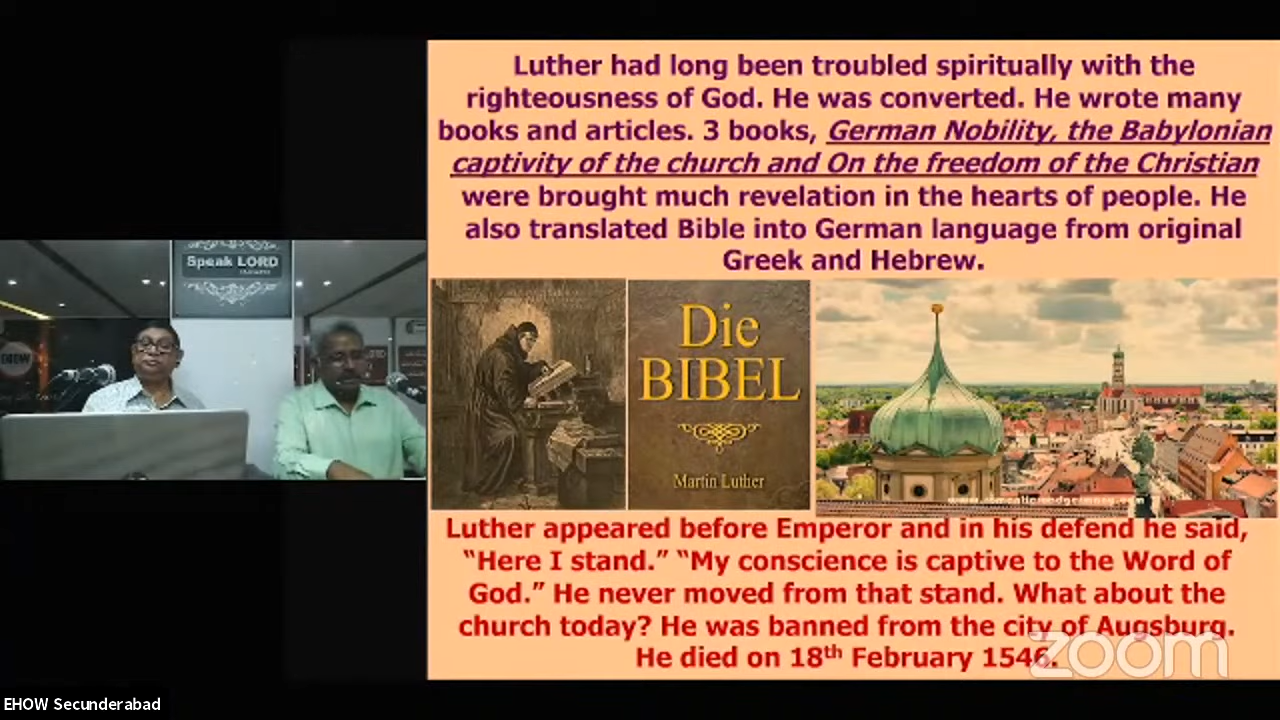 Luther had long been troubled spiritually with the
righteousness of God. He was converted. He wrote many
books and articles. 3 books, German Nobility, the Babylonian
captivity of the church and On the freedom of the Christian
were brought much revelation in the hearts of people. He
also translated Bible into German language from original
Greek and Hebrew.
Speak LORD
EHOW
Die
BIBEL
Martin Luther
Luther appeared before Emperor and in his defend he said,
“Here I stand.” “My conscience is captive to the Word of
God.” He never moved from that stand. What about the
church today? He was banned from the city of Augsburg.
He died on 18th February 1546.
zoom
EHOW Secunderabad